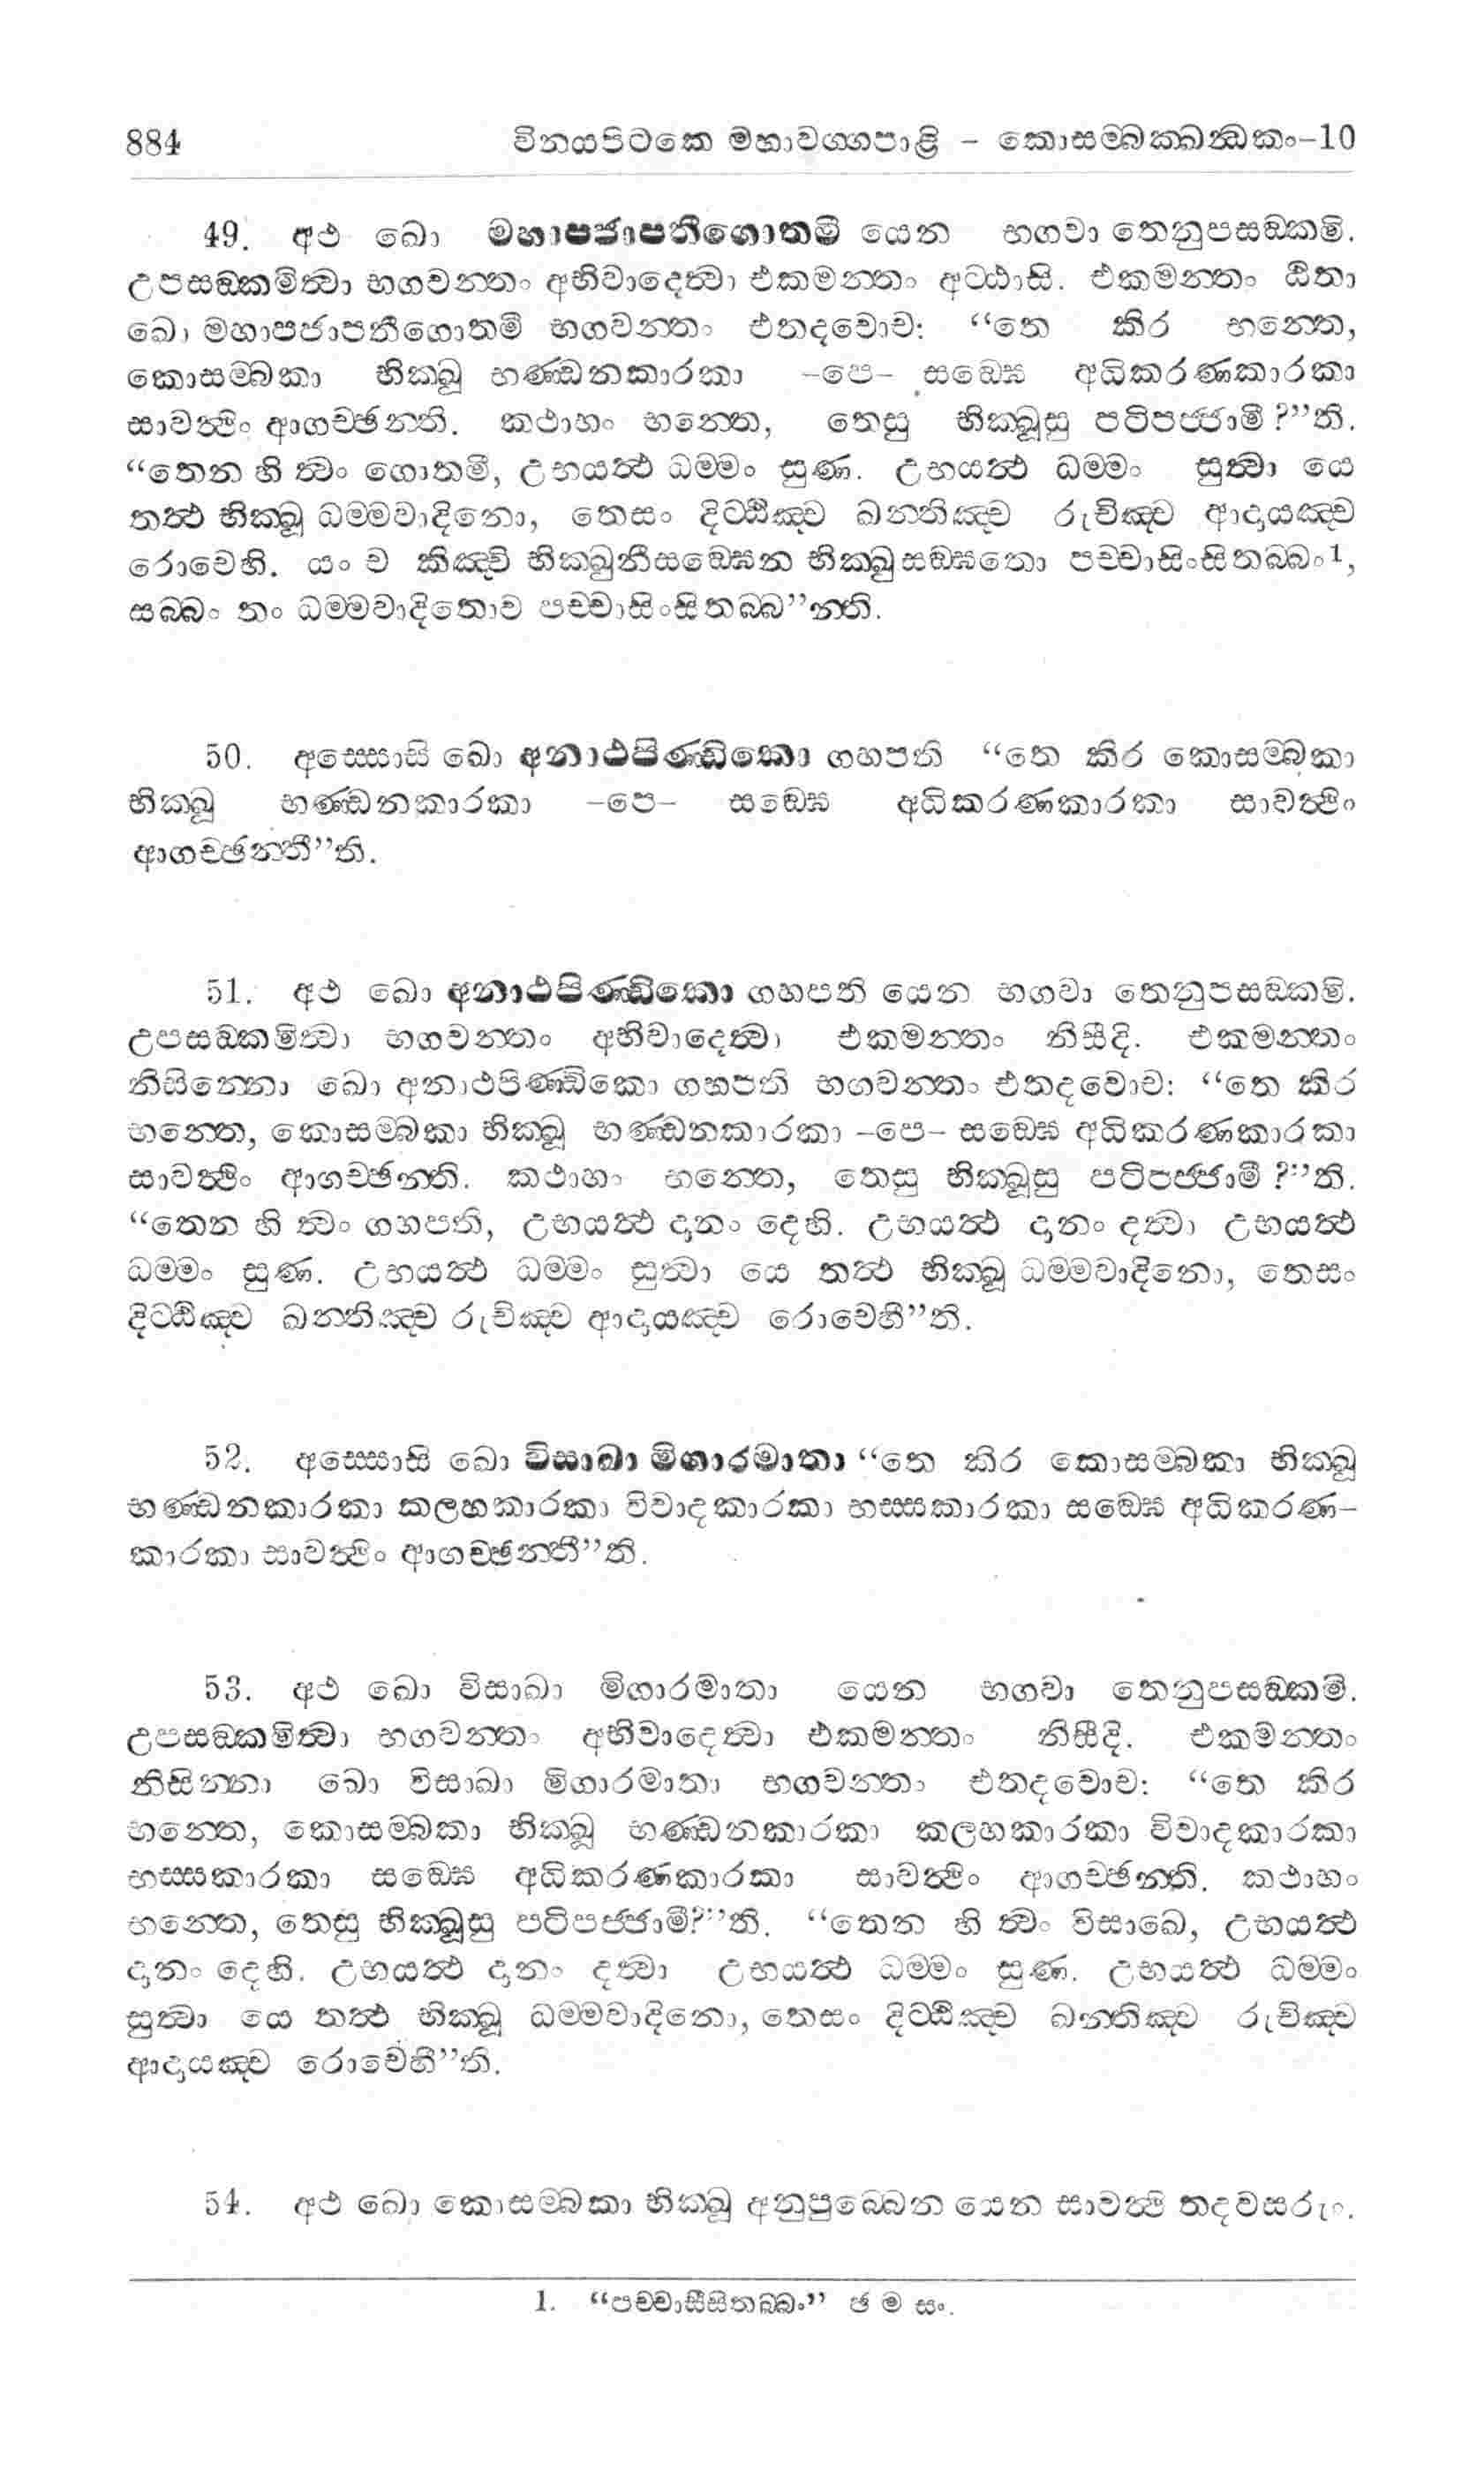 884 විනයපිටකෙ මහාවග්ගපාළි – කොසම්බකක්ඛන්ධකං–10
49. අථ ඛො මහාපජාපතීගොතමී යෙන භගවා තෙනුපසඞ්කමි.
උපසඞ්කමිත්වා භගවන්තං අභිවාදෙත්වා එකමන්තං අට්ඨාසි. එකමන්තං ඨිතා
ඛො මහාපජාපතීගොතමී භගවන්තං එතදවොච: “තෙ කිර භන්තෙ,
කොසම්බකා භික්ඛූ භණ්ඩනකාරකා –පෙ– සඞ්ඝෙ අධිකරණකාරකා
සාවත්ථිං ආගච්ඡන්ති. කථාහං භන්තෙ, තෙසු භික්ඛූසු පටිපජ්ජාමී?”ති.
“තෙන හි ත්වං ගොතමි, උභයත්ථ ධම්මං සුණ. උභයත්ථ ධම්මං සුත්වා යෙ
තත්ථ භික්ඛූ ධම්මවාදිනො, තෙසං දිට්ඨිඤ්ච ඛන්තිඤ්ච රුචිඤ්ච ආදායඤ්ච
රොචෙහි. යං ච කිඤ්චි භික්ඛුනීසඞ්ඝෙන භික්ඛුසඞ්ඝතො පච්චාසිංසිතබ්බං¹,
සබ්බං තං ධම්මවාදිතොව පච්චාසිංසිතබ්බ”න්ති.
50. අස්සොසි ඛො අනාථපිණ්ඩිකො ගහපති “තෙ කිර කොසම්බකා
භික්ඛූ භණ්ඩනකාරකා –පෙ– සඞ්ඝෙ අධිකරණකාරකා සාවත්ථිං
ආගච්ඡන්තී”ති.
51. අථ ඛො අනාථපිණ්ඩිකො ගහපති යෙන භගවා තෙනුපසඞ්කමි.
උපසඞ්කමිත්වා භගවන්තං අභිවාදෙත්වා එකමන්තං නිසීදි. එකමන්තං
නිසින්නො ඛො අනාථපිණ්ඩිකො ගහපති භගවන්තං එතදවොච: “තෙ කිර
භන්තෙ, කොසම්බකා භික්ඛූ භණ්ඩනකාරකා –පෙ– සඞ්ඝෙ අධිකරණකාරකා
සාවත්ථිං ආගච්ඡන්ති. කථාහං භන්තෙ, තෙසු භික්ඛූසු පටිපජ්ජාමී?”ති.
“තෙන හි ත්වං ගහපති, උභයත්ථ දානං දෙහි. උභයත්ථ දානං දත්වා උභයත්ථ
ධම්මං සුණ. උභයත්ථ ධම්මං සුත්වා යෙ තත්ථ භික්ඛූ ධම්මවාදිනො, තෙසං
දිට්ඨිඤ්ච ඛන්තිඤ්ච රුචිඤ්ච ආදායඤ්ච රොචෙහී”ති.
52. අස්සොසි ඛො විසාඛා මිගාරමාතා “තෙ කිර කොසම්බකා භික්ඛූ
භණ්ඩනකාරකා කලහකාරකා විවාදකාරකා භස්සකාරකා සඞ්ඝෙ අධිකරණ–
කාරකා සාවත්ථිං ආගච්ඡන්තී”ති.
53. අථ ඛො විසාඛා මිගාරමාතා යෙන භගවා තෙනුපසඞ්කමි.
උපසඞ්කමිත්වා භගවන්තං අභිවාදෙත්වා එකමන්තං නිසීදි. එකමන්තං
නිසින්නා ඛො විසාඛා මිගාරමාතා භගවන්තං එතදවොච: “තෙ කිර
භන්තෙ, කොසම්බකා භික්ඛූ භණ්ඩනකාරකා කලහකාරකා විවාදකාරකා
භස්සකාරකා සඞ්ඝෙ අධිකරණකාරකා සාවත්ථිං ආගච්ඡන්ති. කථාහං
භන්තෙ, තෙසු භික්ඛූසු පටිපජ්ජාමී?”ති. “තෙන හි ත්වං විසාඛෙ, උභයත්ථ
දානං දෙහි. උභයත්ථ දානං දත්වා උභයත්ථ ධම්මං සුණ. උභයත්ථ ධම්මං
සුත්වා යෙ තත්ථ භික්ඛූ ධම්මවාදිනො, තෙසං දිට්ඨිඤ්ච ඛන්තිඤ්ච රුචිඤ්ච
ආදායඤ්ච රොචෙහී”ති.
54. අථ ඛො කොසම්බකා භික්ඛූ අනුපුබ්බෙන යෙන සාවත්ථි තදවසරුං.
1. “පච්චාසීසිතබ්බං” ඡ ම සං.